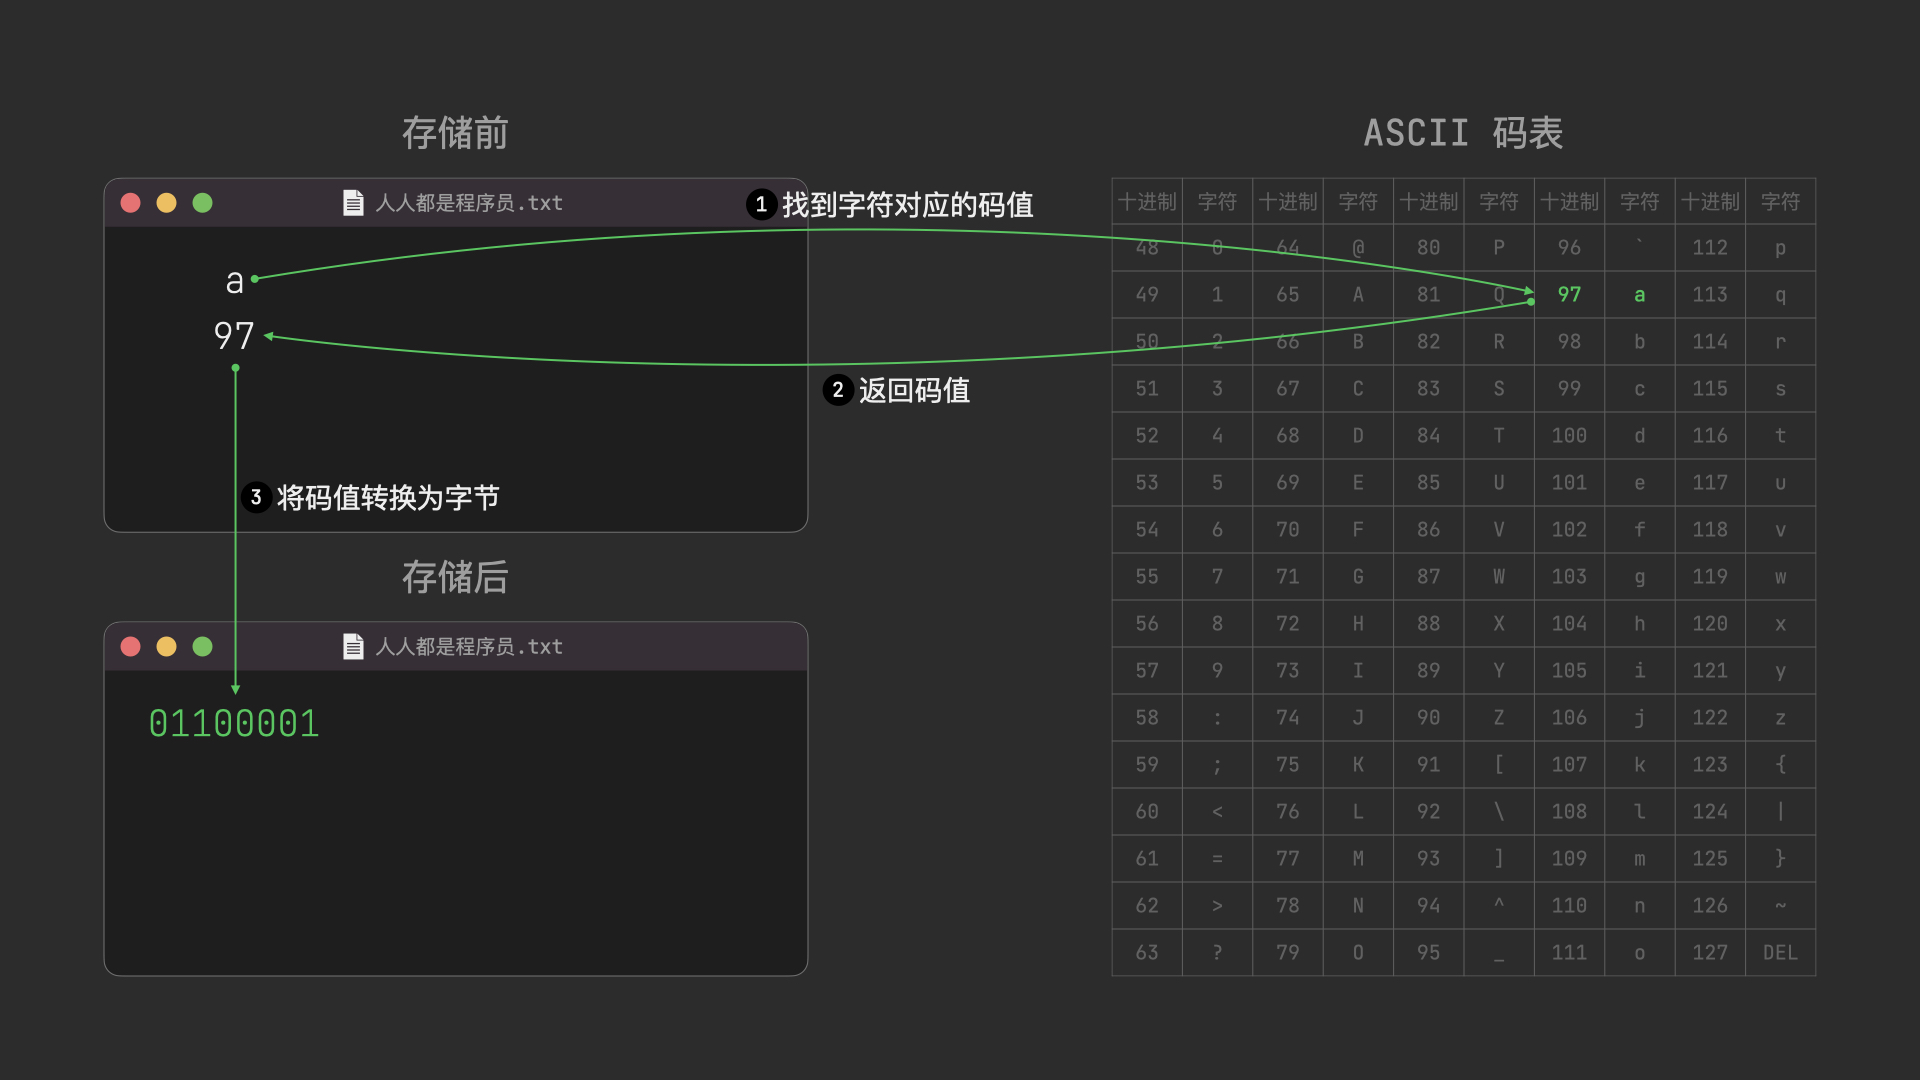 存储前
人人都是程序员.txt
❶ 找到字符对应的码值
a
97
❷ 返回码值
❸ 将码值转换为字节
存储后
人人都是程序员.txt
01100001
ASCII 码表
十进制 字符 十进制 字符 十进制 字符 十进制 字符 十进制 字符
48 0 64 @ 80 P 96 ` 112 p
49 1 65 A 81 Q 97 a 113 q
50 2 66 B 82 R 98 b 114 r
51 3 67 C 83 S 99 c 115 s
52 4 68 D 84 T 100 d 116 t
53 5 69 E 85 U 101 e 117 u
54 6 70 F 86 V 102 f 118 v
55 7 71 G 87 W 103 g 119 w
56 8 72 H 88 X 104 h 120 x
57 9 73 I 89 Y 105 i 121 y
58 : 74 J 90 Z 106 j 122 z
59 ; 75 K 91 [ 107 k 123 {
60 < 76 L 92 \ 108 l 124 |
61 = 77 M 93 ] 109 m 125 }
62 > 78 N 94 ^ 110 n 126 ~
63 ? 79 O 95 _ 111 o 127 DEL